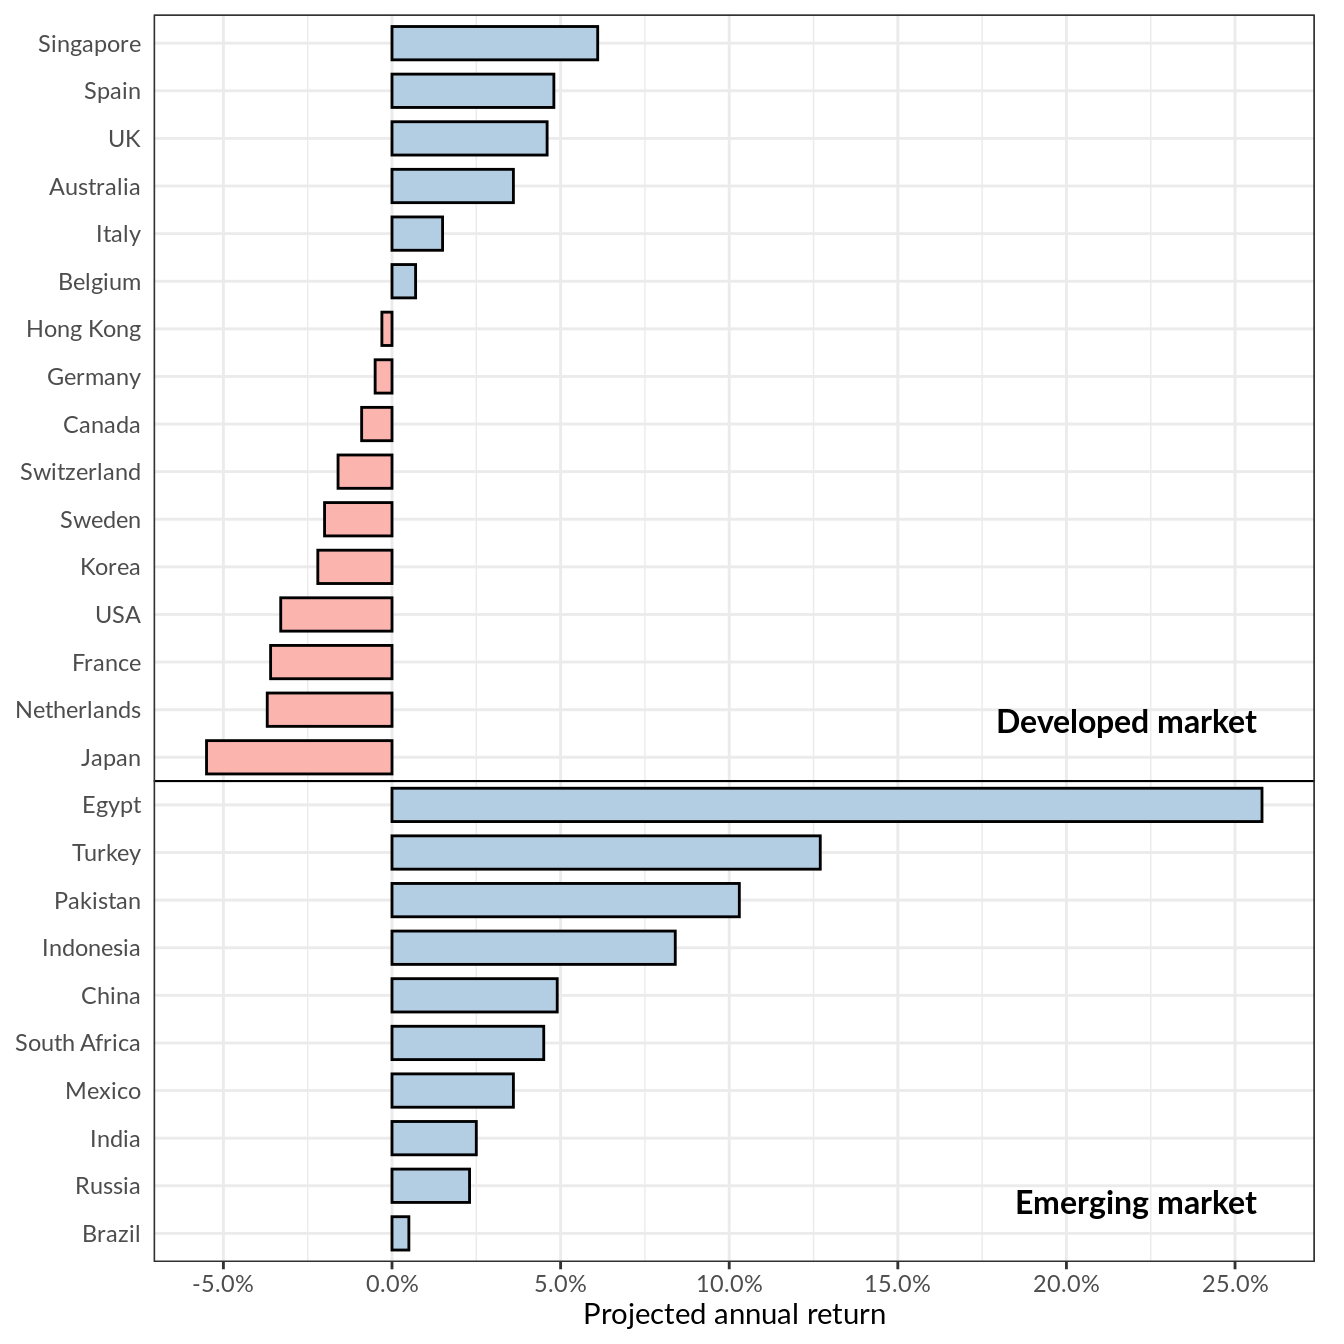 Singapore
Spain
UK
Australia
Italy
Belgium
Hong Kong
Germany
Canada
Switzerland
Sweden
Korea
USA
France
Netherlands
Developed market
Japan
Egypt
Turkey
Pakistan
Indonesia
China
South Africa
Mexico
India
Russia
Emerging market
Brazil
-5.0% 0.0% 5.0% 10.0% 15.0% 20.0% 25.0%
Projected annual return